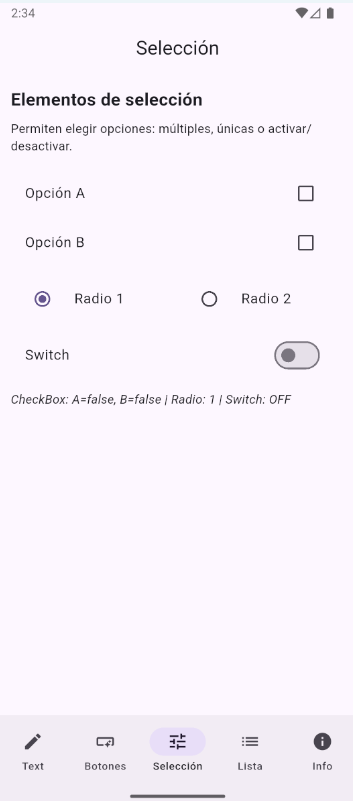 2:34
Selección
Elementos de selección
Permiten elegir opciones: múltiples, únicas o activar/
desactivar.
Opción A
Opción B
Radio 1 Radio 2
Switch
CheckBox: A=false, B=false | Radio: 1 | Switch: OFF
Text Botones Selección Lista Info